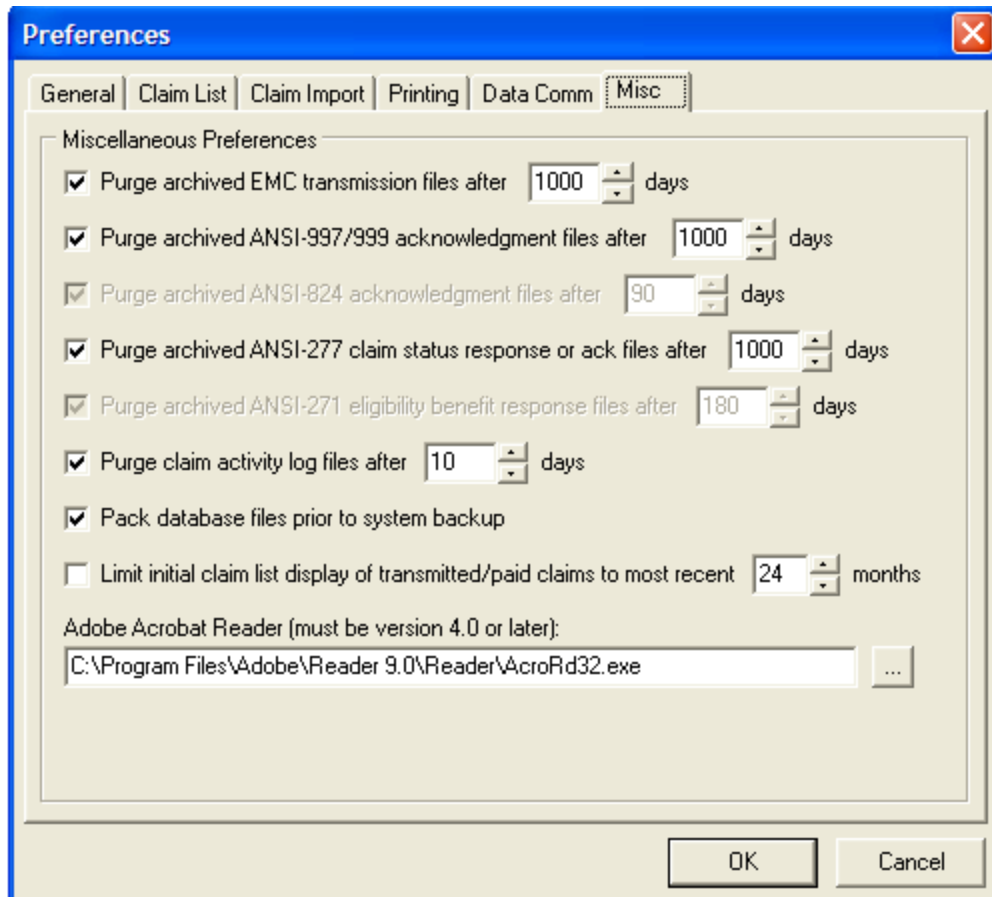 Preferences
General Claim List Claim Import Printing Data Comm Misc
Miscellaneous Preferences
Purge archived EMC transmission files after 1000 days
Purge archived ANSI-997/999 acknowledgment files after 1000 days
Purge archived ANSI-824 acknowledgment files after 90 days
Purge archived ANSI-277 claim status response or ack files after 1000 days
Purge archived ANSI-271 eligibility benefit response files after 180 days
Purge claim activity log files after 10 days
Pack database files prior to system backup
Limit initial claim list display of transmitted/paid claims to most recent 24 months
Adobe Acrobat Reader (must be version 4.0 or later):
C:\Program Files\Adobe\Reader 9.0\Reader\AcroRd32.exe ...
OK Cancel